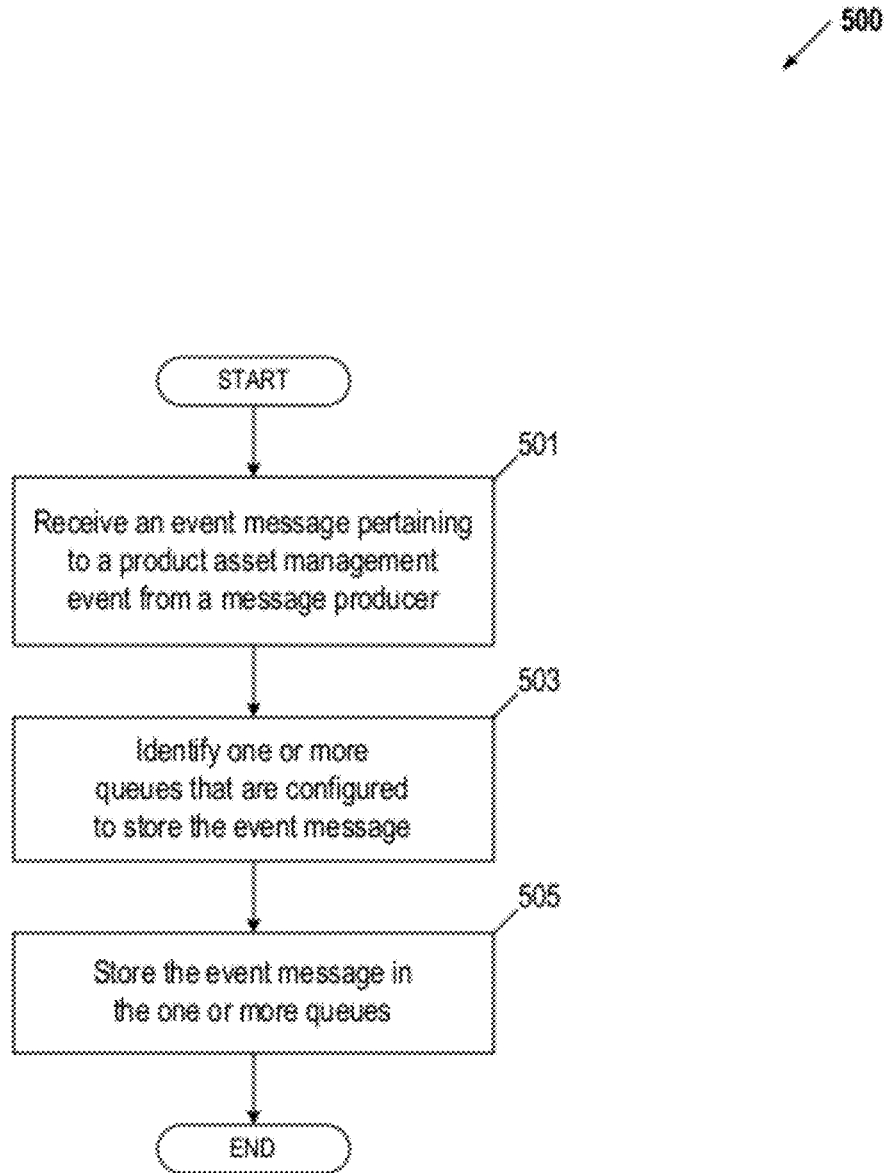 500
START
501
Receive an event message pertaining
to a product asset management
event from a message producer
503
Identify one or more
queues that are configured
to store the event message
505
Store the event message in
the one or more queues
END